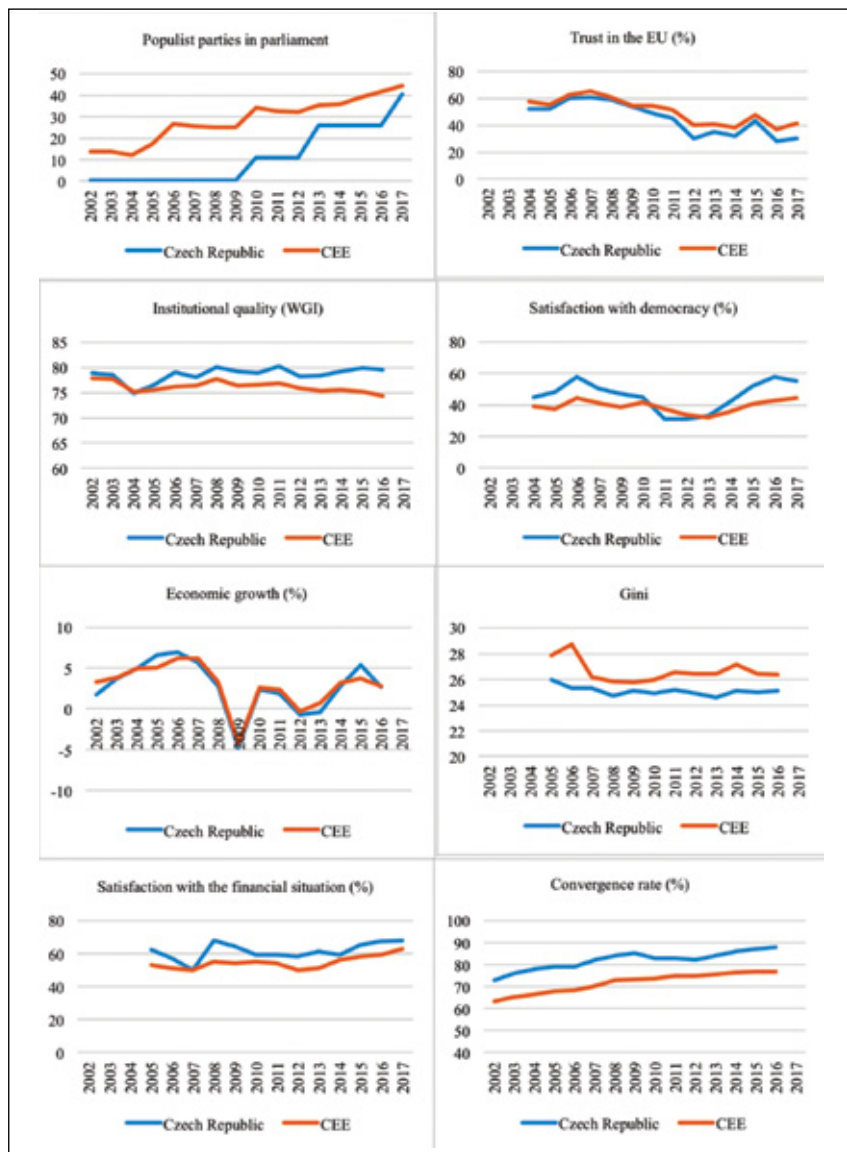 Populist parties in parliament
50
40
30
20
10
0
2002 2003 2004 2005 2006 2007 2008 2009 2010 2011 2012 2013 2014 2015 2016 2017
Czech Republic CEE
Trust in the EU (%)
80
60
40
20
0
2002 2003 2004 2005 2006 2007 2008 2009 2010 2011 2012 2013 2014 2015 2016 2017
Czech Republic CEE
Institutional quality (WGI)
85
80
75
70
65
60
2002 2003 2004 2005 2006 2007 2008 2009 2010 2011 2012 2013 2014 2015 2016 2017
Czech Republic CEE
Satisfaction with democracy (%)
80
60
40
20
0
2002 2003 2004 2005 2006 2007 2008 2009 2010 2011 2012 2013 2014 2015 2016 2017
Czech Republic CEE
Economic growth (%)
10
5
0
-5
-10
2002 2003 2004 2005 2006 2007 2008 2009 2010 2011 2012 2013 2014 2015 2016 2017
Czech Republic CEE
Gini
30
28
26
24
22
20
2002 2003 2004 2005 2006 2007 2008 2009 2010 2011 2012 2013 2014 2015 2016 2017
Czech Republic CEE
Satisfaction with the financial situation (%)
80
60
40
20
0
2002 2003 2004 2005 2006 2007 2008 2009 2010 2011 2012 2013 2014 2015 2016 2017
Czech Republic CEE
Convergence rate (%)
100
90
80
70
60
50
40
2002 2003 2004 2005 2006 2007 2008 2009 2010 2011 2012 2013 2014 2015 2016 2017
Czech Republic CEE